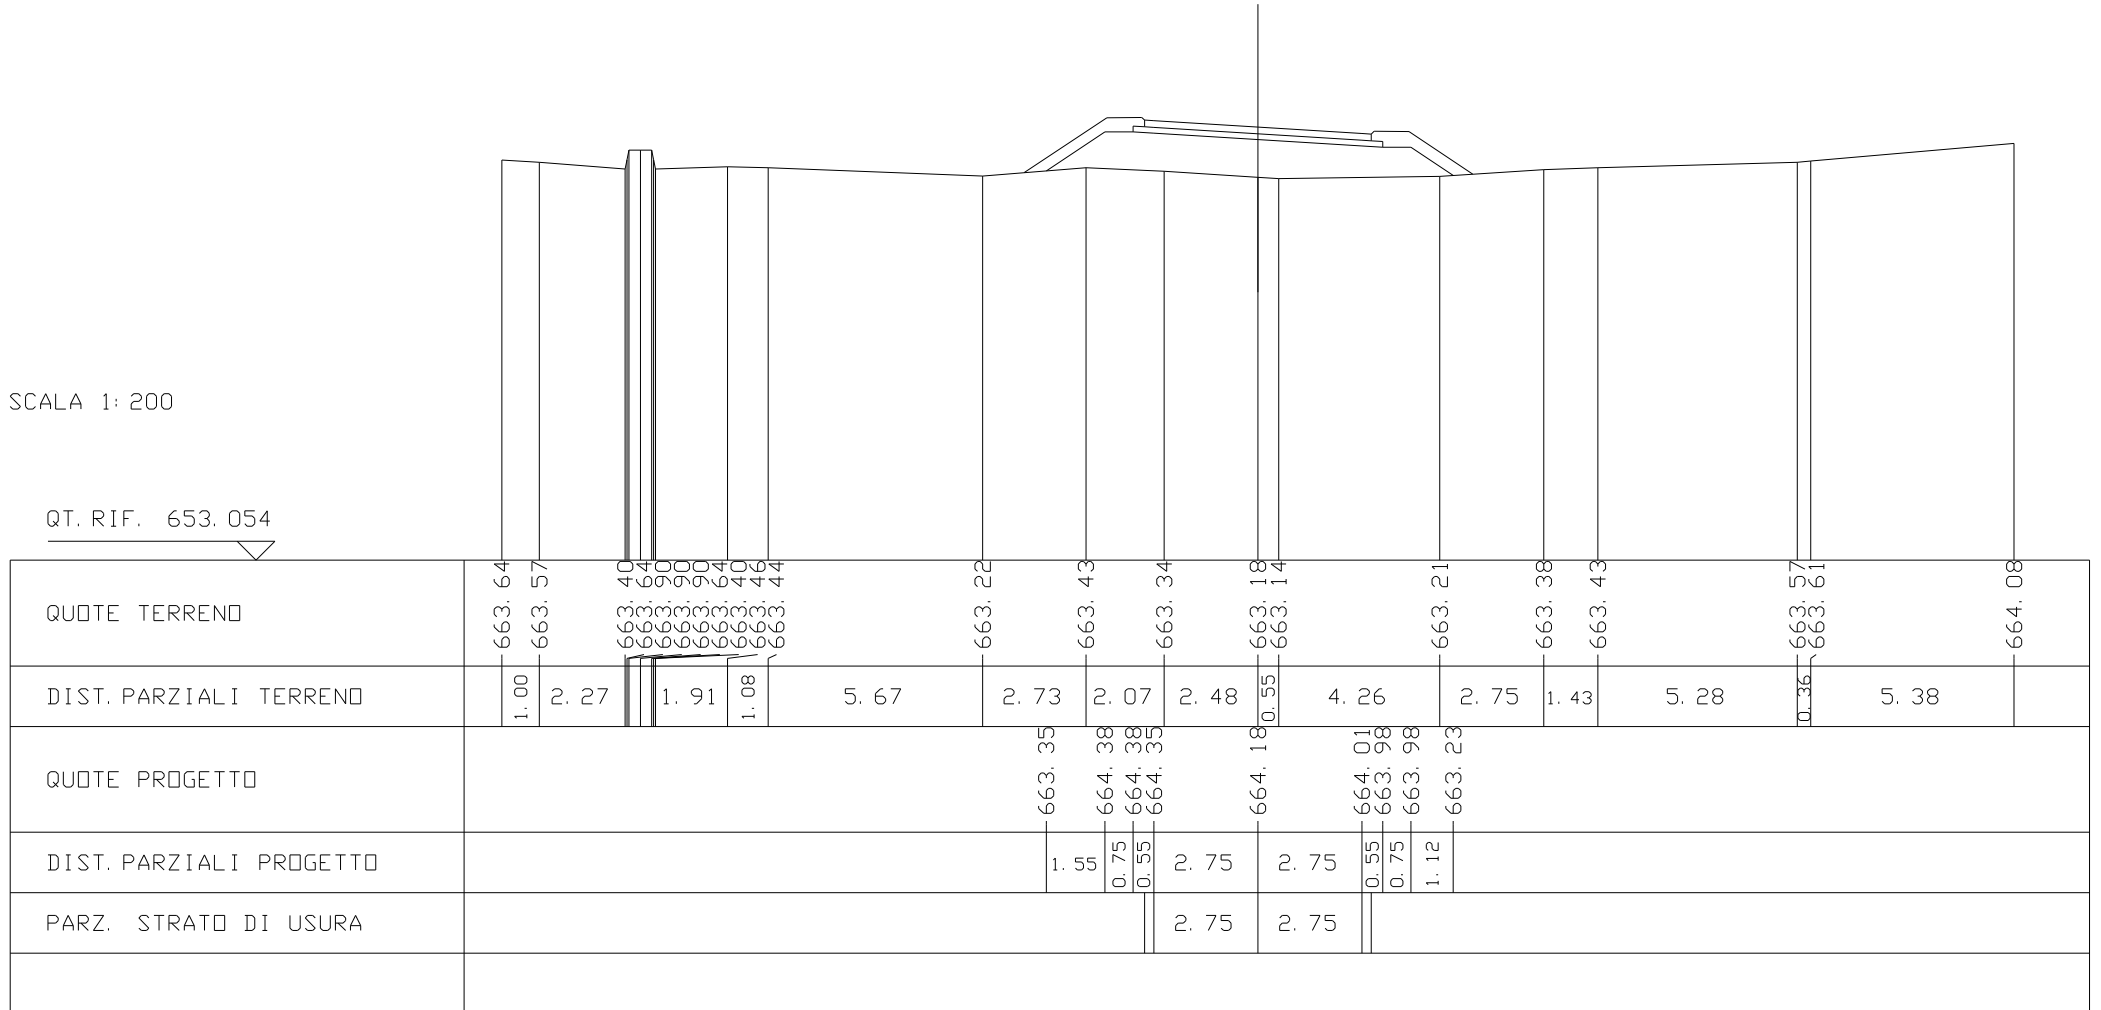 SCALA 1:200
QT.RIF. 653.054
QUOTE TERRENO 663.64 663.57 663.40 663.64 663.90 663.90 663.90 663.64 663.40 663.46 663.44 663.22 663.43 663.34 663.18 663.14 663.21 663.38 663.43 663.57 663.61 664.08
DIST.PARZIALI TERRENO 1.00 2.27 1.91 1.08 5.67 2.73 2.07 2.48 0.55 4.26 2.75 1.43 5.28 0.36 5.38
QUOTE PROGETTO 663.35 664.38 664.38 664.35 664.18 664.01 663.98 663.98 663.23
DIST.PARZIALI PROGETTO 1.55 0.75 0.55 2.75 2.75 0.55 0.75 1.12
PARZ. STRATO DI USURA 2.75 2.75